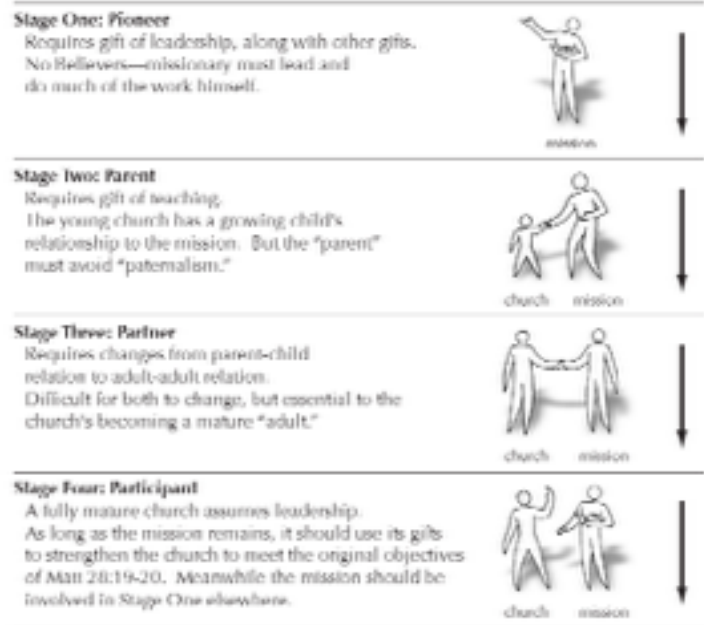 Stage One: Pioneer
Requires gift of leadership, along with other gifts.
No Believers—missionary must lead and
do much of the work himself.
mission
Stage Two: Parent
Requires gift of teaching.
The young church has a growing child's
relationship to the mission. But the "parent"
must avoid "paternalism."
church mission
Stage Three: Partner
Requires changes from parent-child
relation to adult-adult relation.
Difficult for both to change, but essential to the
church's becoming a mature "adult."
church mission
Stage Four: Participant
A fully mature church assumes leadership.
As long as the mission remains, it should use its gifts
to strengthen the church to meet the original objectives
of Matt 28:19-20. Meanwhile the mission should be
involved in Stage One elsewhere.
church mission